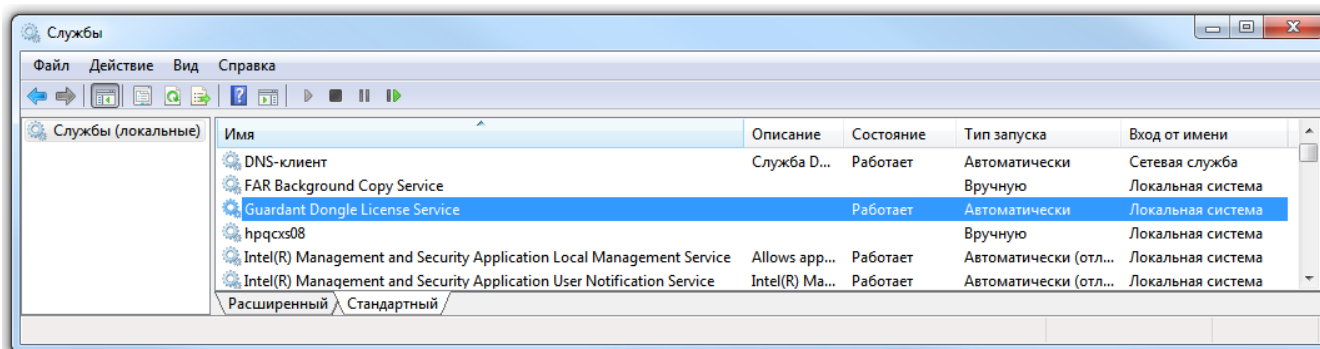 Службы
Файл Действие Вид Справка
Службы (локальные)
Имя Описание Состояние Тип запуска Вход от имени
DNS-клиент Служба D... Работает Автоматически Сетевая служба
FAR Background Copy Service Вручную Локальная система
Guardant Dongle License Service Работает Автоматически Локальная система
hpqcxs08 Вручную Локальная система
Intel(R) Management and Security Application Local Management Service Allows app... Работает Автоматически (отл... Локальная система
Intel(R) Management and Security Application User Notification Service Intel(R) Ma... Работает Автоматически (отл... Локальная система
Расширенный Стандартный